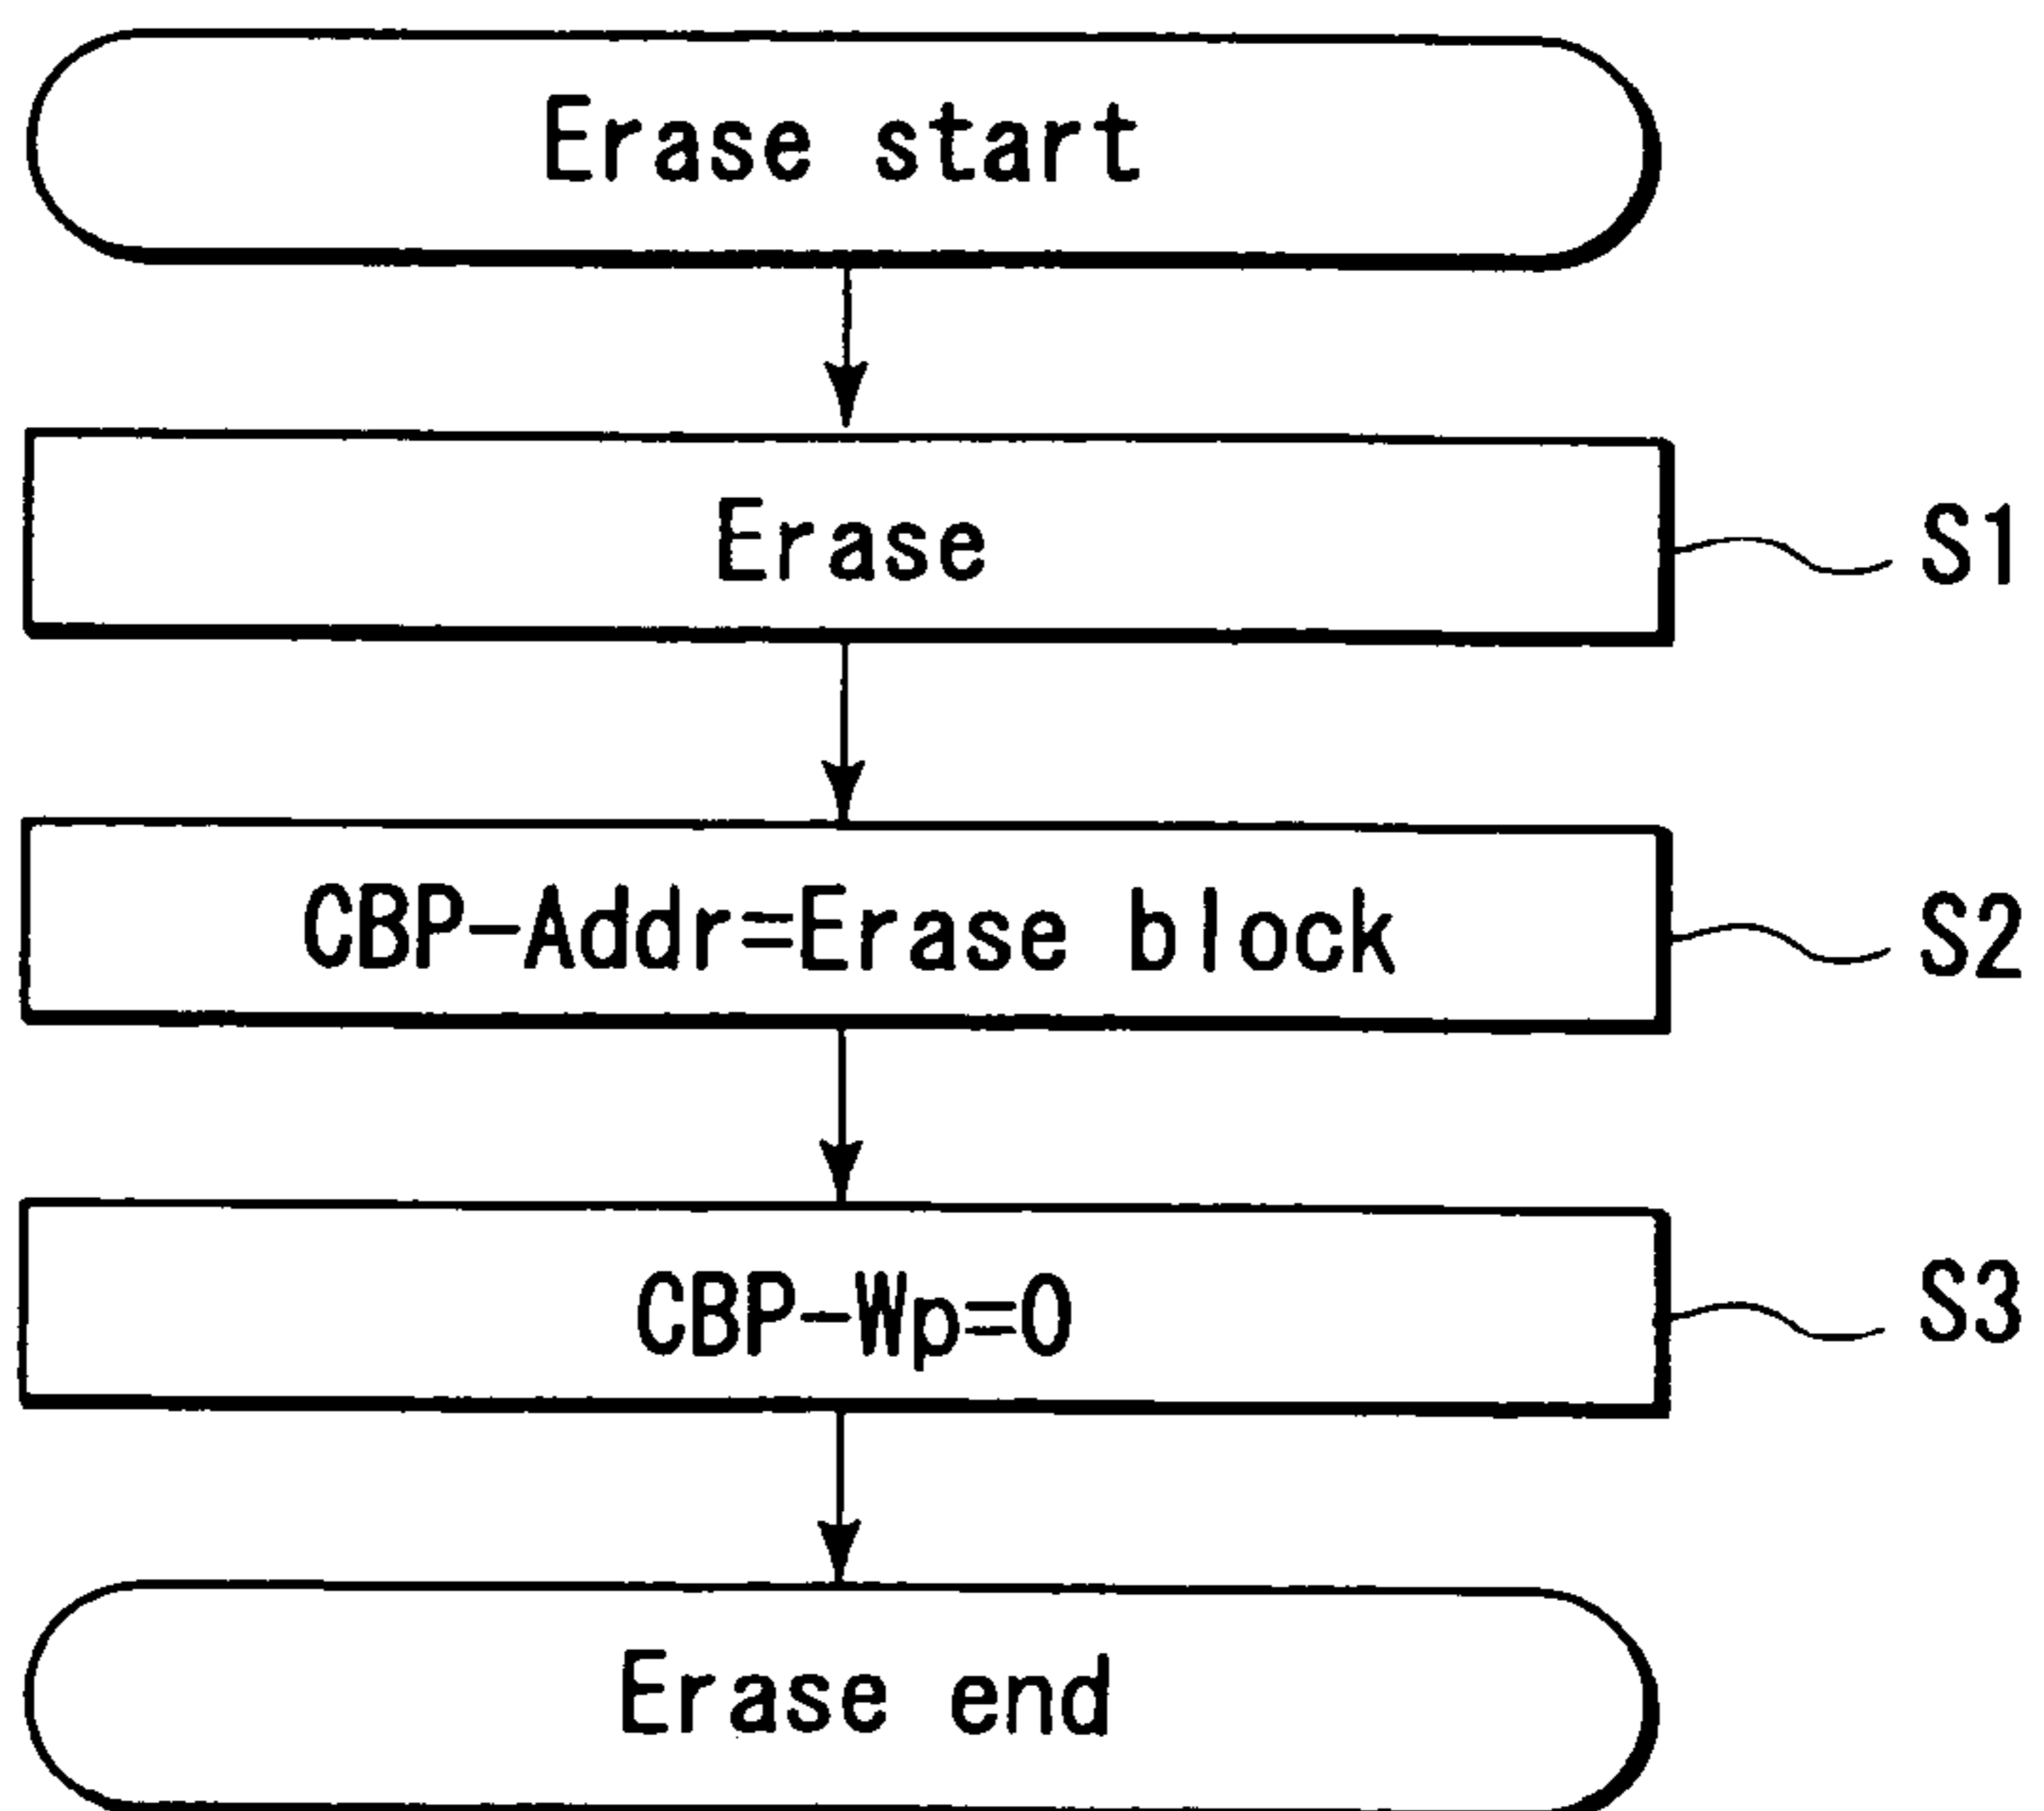 Erase start
Erase
S1
CBP-Addr=Erase block
S2
CBP-Wp=0
S3
Erase end